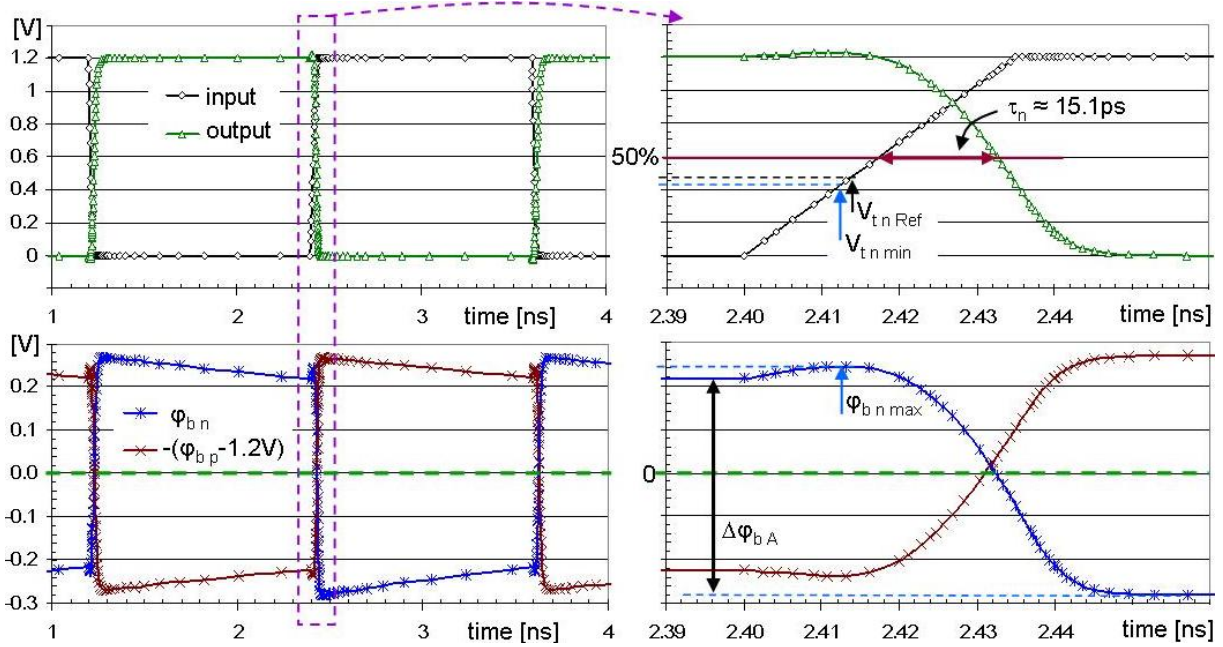 [V]
1.2
1.0
0.8
0.6
0.4
0.2
0
input
output
1 2 3 4
time [ns]
50%
τn ≈ 15.1ps
Vt n Ref
Vt n min
2.39 2.40 2.41 2.42 2.43 2.44
time [ns]
[V]
0.2
0.1
0.0
-0.1
-0.2
-0.3
φb n
-(φb p-1.2V)
1 2 3 4
time [ns]
0
φb n max
Δφb A
2.39 2.40 2.41 2.42 2.43 2.44
time [ns]